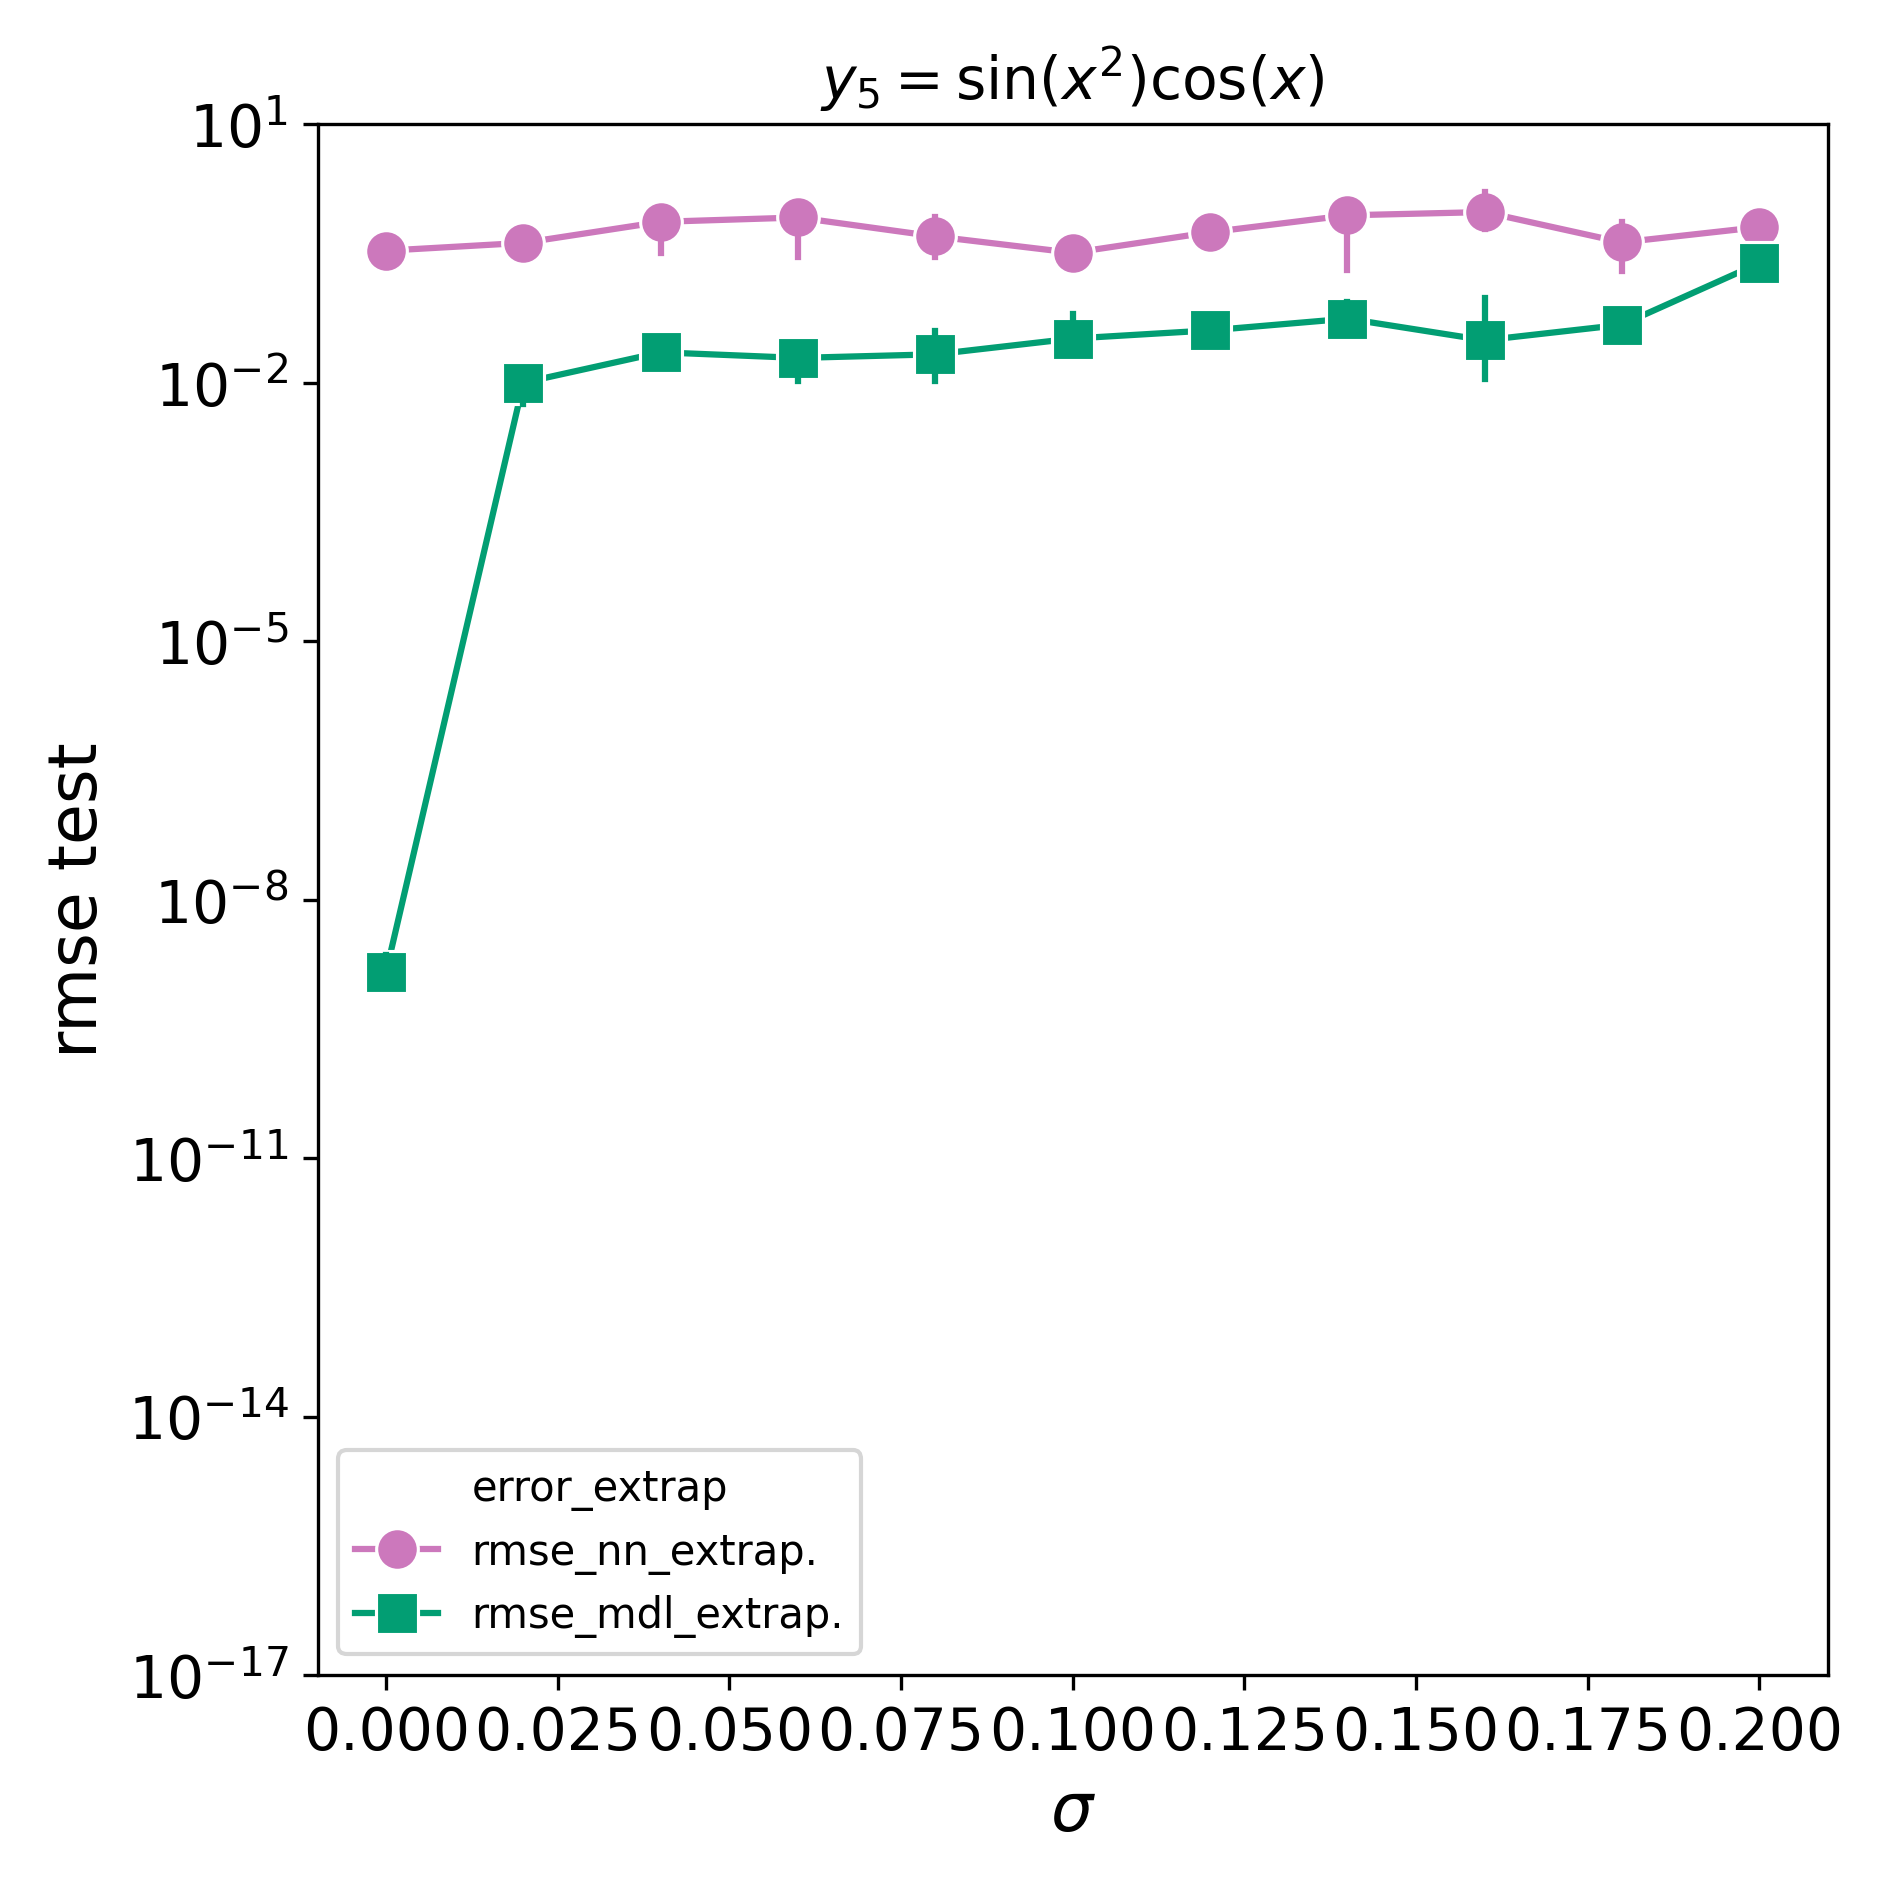 y₅ = sin(x²)cos(x)
10¹
10⁻²
10⁻⁵
10⁻⁸
10⁻¹¹
10⁻¹⁴
10⁻¹⁷
rmse test
error_extrap
rmse_nn_extrap.
rmse_mdl_extrap.
0.000 0.025 0.050 0.075 0.100 0.125 0.150 0.175 0.200
σ